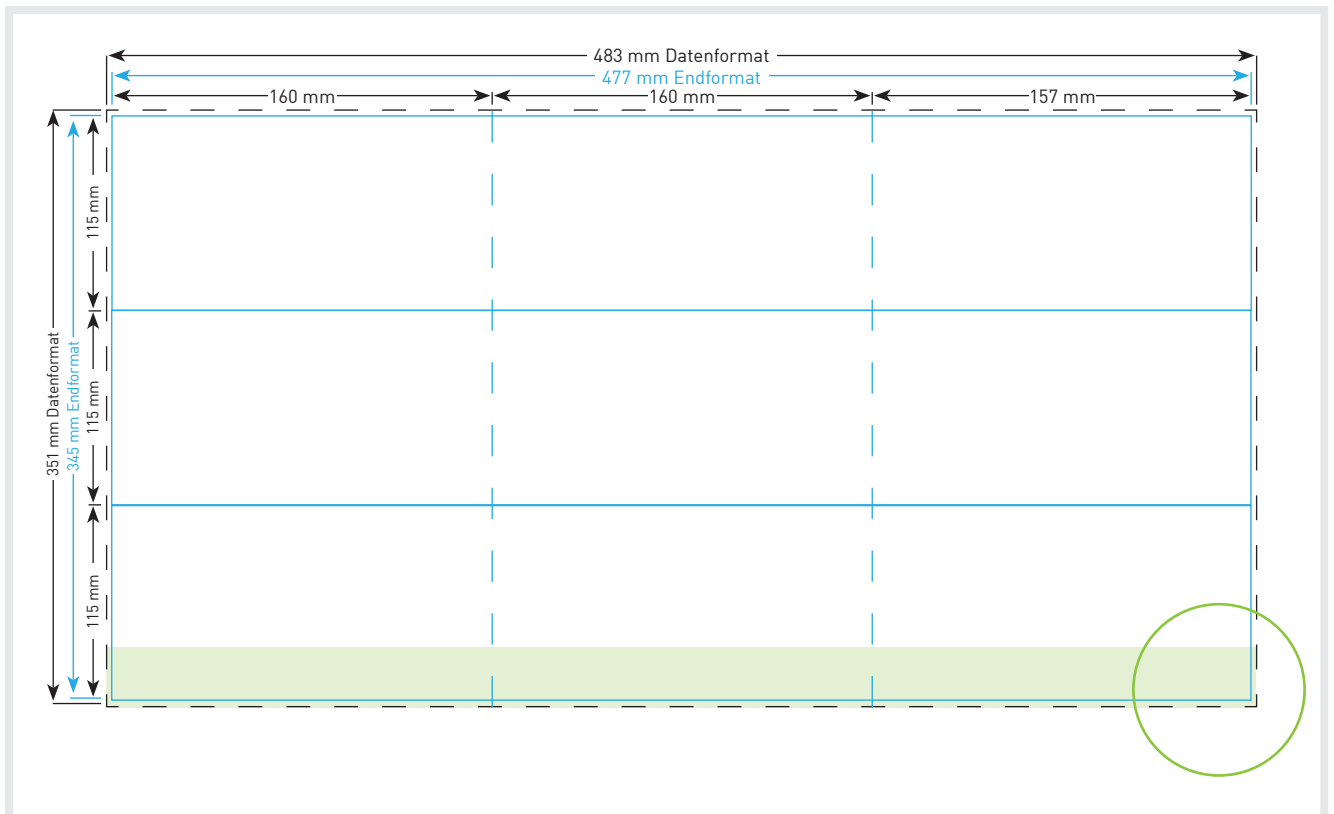 483 mm Datenformat
477 mm Endformat
160 mm
160 mm
157 mm
351 mm Datenformat
345 mm Endformat
115 mm
115 mm
115 mm